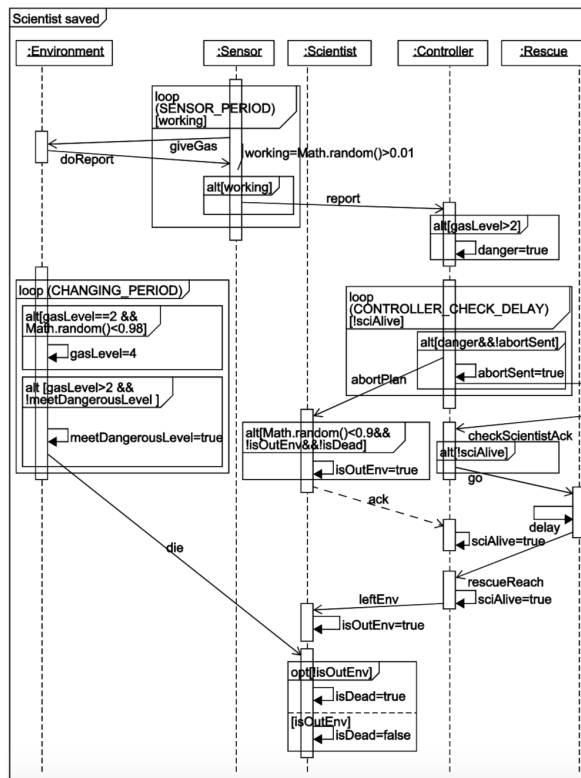 Scientist saved
:Environment
:Sensor
:Scientist
:Controller
:Rescue
loop
(SENSOR_PERIOD)
[working]
giveGas
doReport
working=Math.random()>0.01
alt[working]
report
alt[gasLevel>2]
danger=true
loop (CHANGING_PERIOD)
alt[gasLevel==2 &&
Math.random()<0.98]
gasLevel=4
alt [gasLevel>2 &&
!meetDangerousLevel ]
meetDangerousLevel=true
loop
(CONTROLLER_CHECK_DELAY)
[!sciAlive]
alt[danger&&!abortSent]
abortSent=true
abortPlan
alt[Math.random()<0.9&&
!isOutEnv&&!isDead]
isOutEnv=true
checkScientistAck
alt[!sciAlive]
go
ack
delay
sciAlive=true
die
rescueReach
sciAlive=true
leftEnv
isOutEnv=true
opt[!isOutEnv]
isDead=true
[isOutEnv]
isDead=false